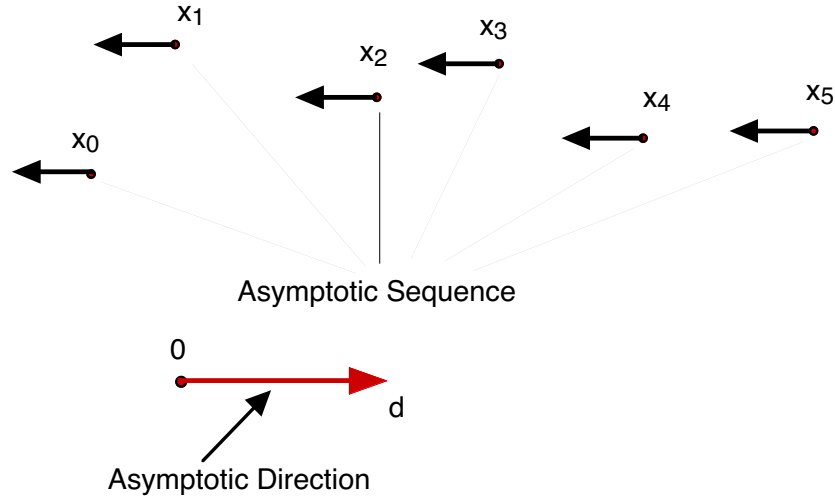 x₁
x₂
x₃
x₄
x₅
x₀
Asymptotic Sequence
0
d
Asymptotic Direction